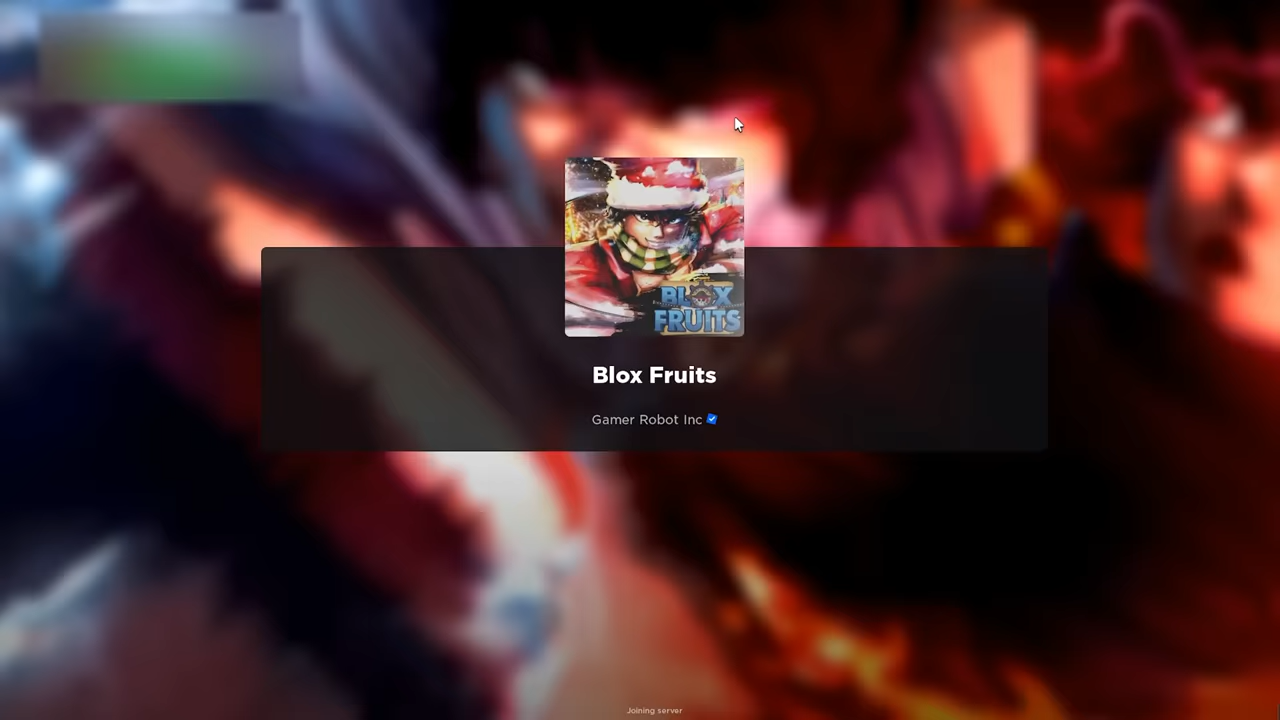 BLOX
FRUITS
Blox Fruits
Gamer Robot Inc
Joining server